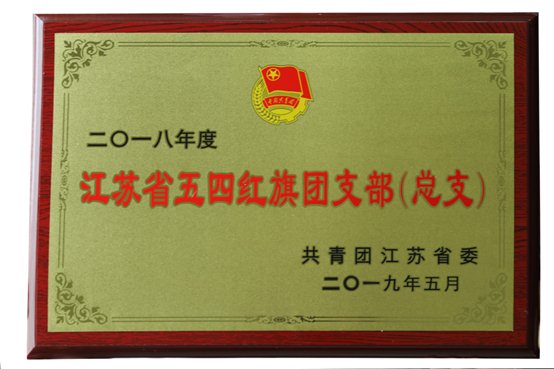 二〇一八年度
江苏省五四红旗团支部(总支)
共青团江苏省委
二〇一九年五月